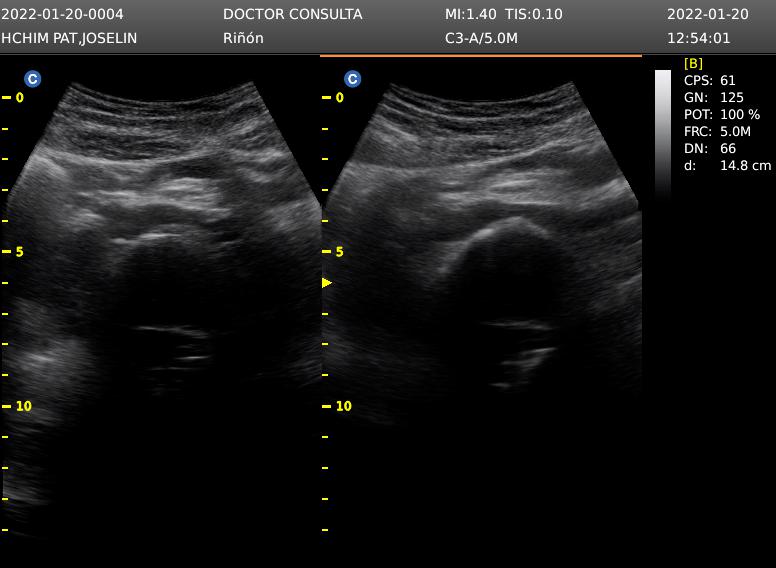 2022-01-20-0004 DOCTOR CONSULTA MI:1.40 TIS:0.10 2022-01-20
HCHIM PAT,JOSELIN Riñón C3-A/5.0M 12:54:01
[B]
CPS: 61
GN: 125
POT: 100 %
FRC: 5.0M
DN: 66
d: 14.8 cm
C C
0 0
5 5
10 10